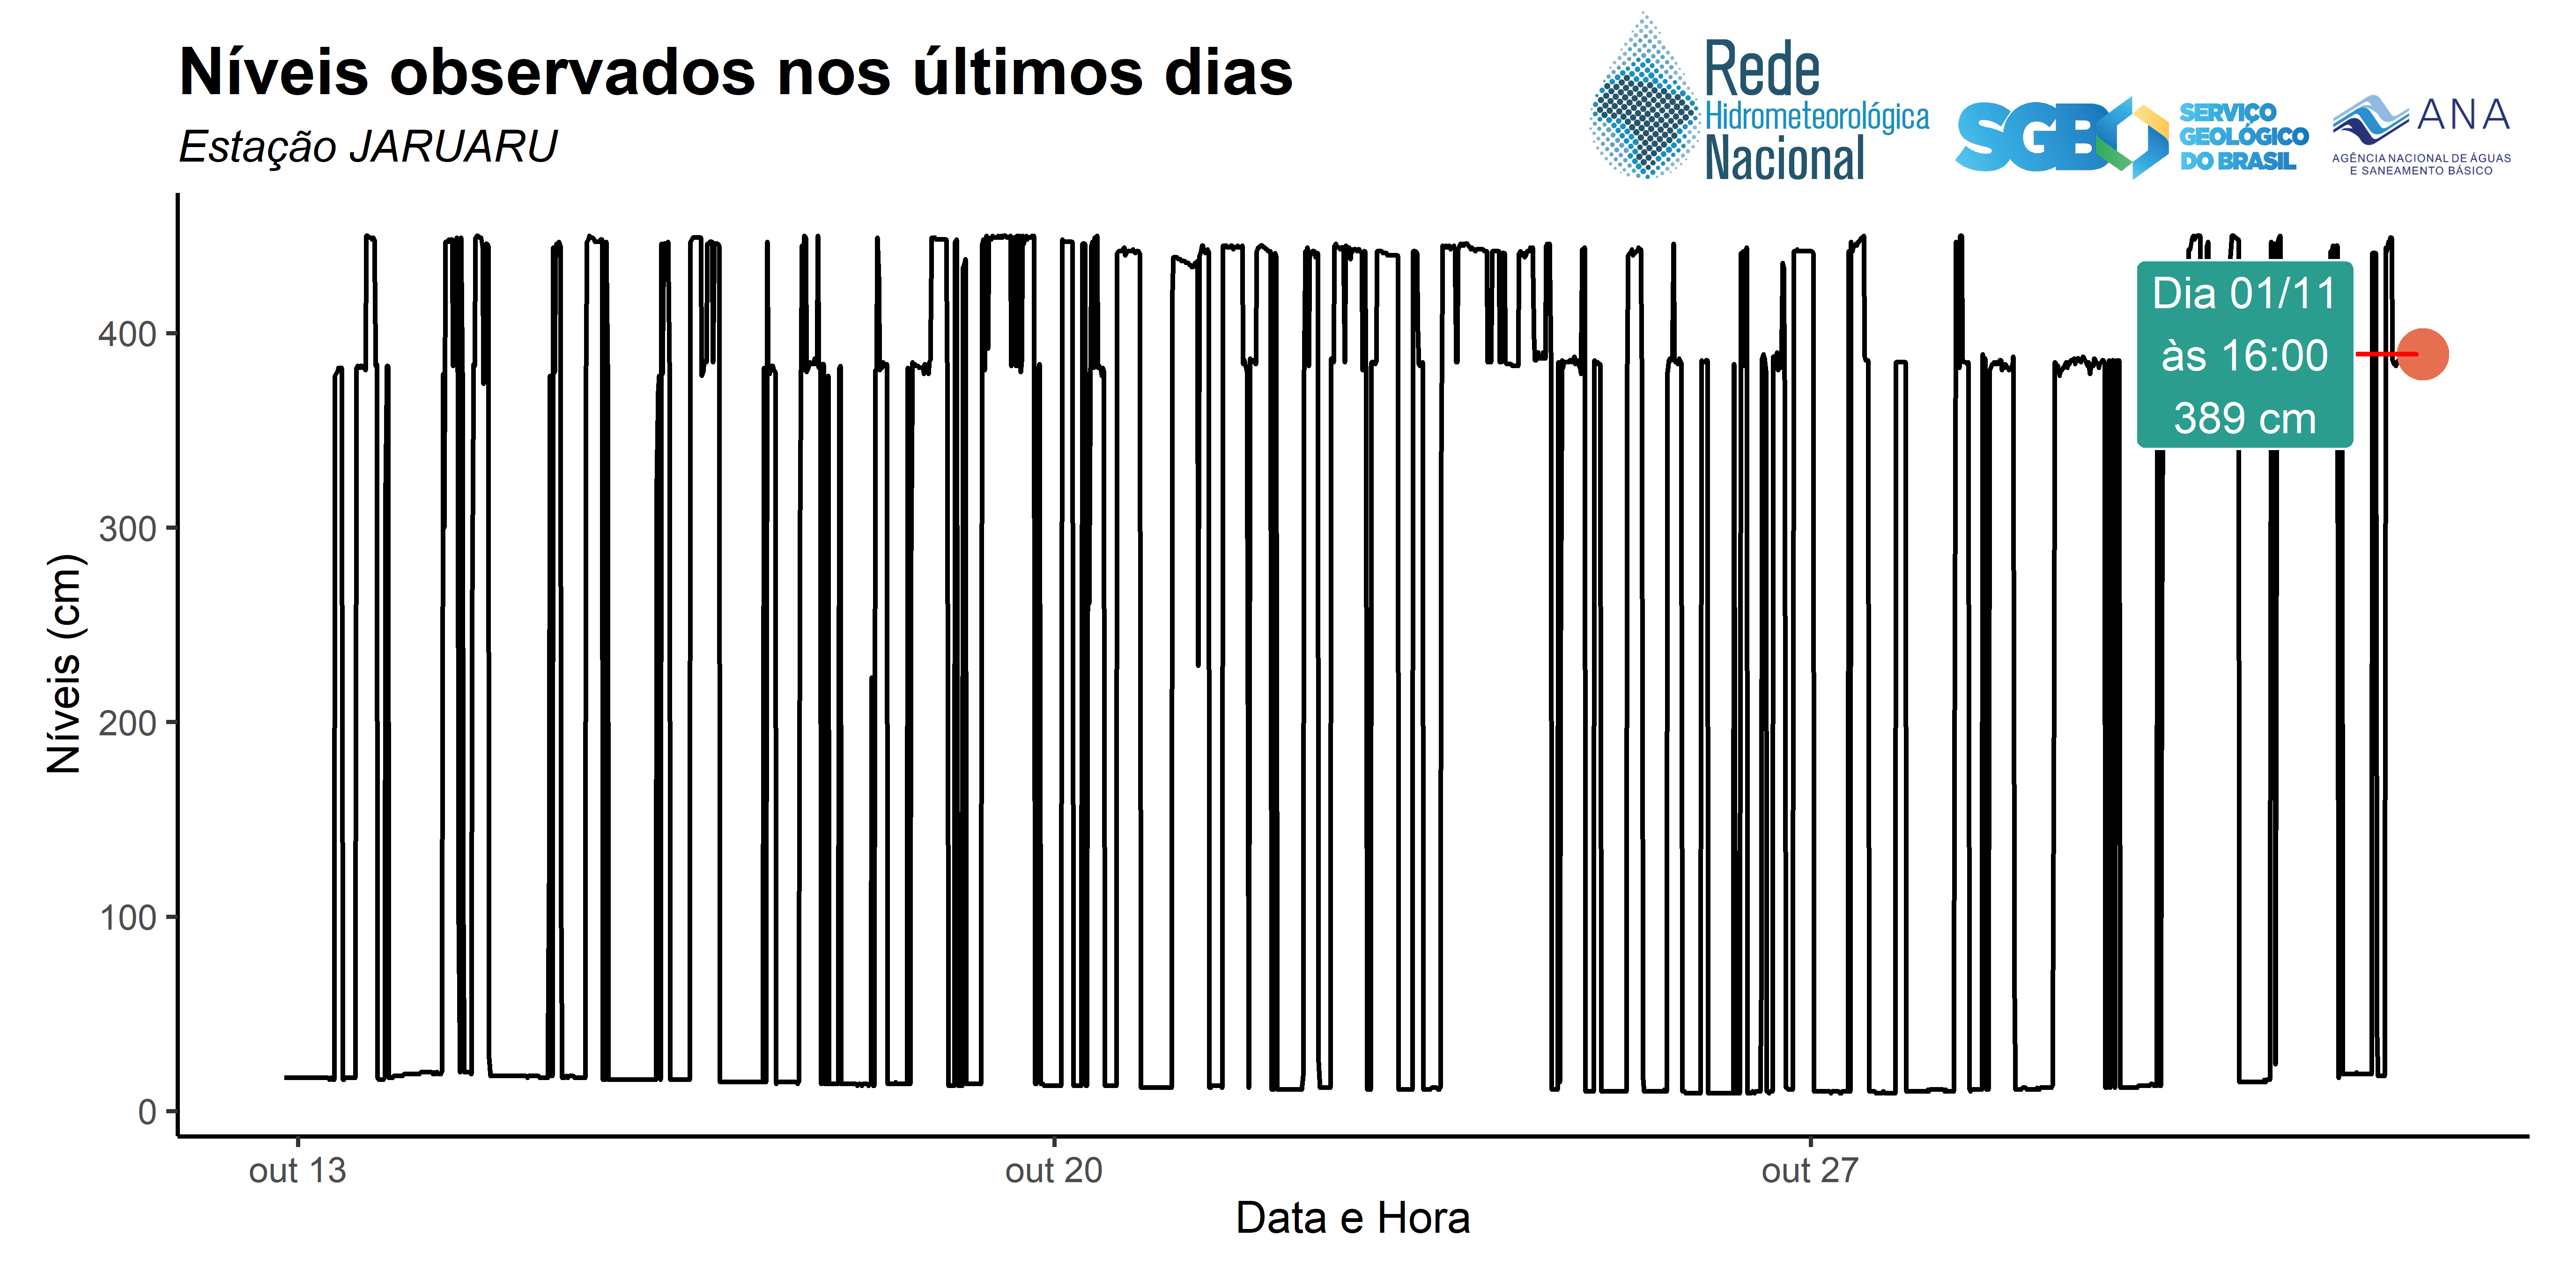 Níveis observados nos últimos dias
Estação JARUARU
Rede
Hidrometeorológica
Nacional
SGB
SERVIÇO
GEOLÓGICO
DO BRASIL
ANA
AGÊNCIA NACIONAL DE ÁGUAS
E SANEAMENTO BÁSICO
Níveis (cm)
400
300
200
100
0
Dia 01/11
às 16:00
389 cm
out 13
out 20
out 27
Data e Hora